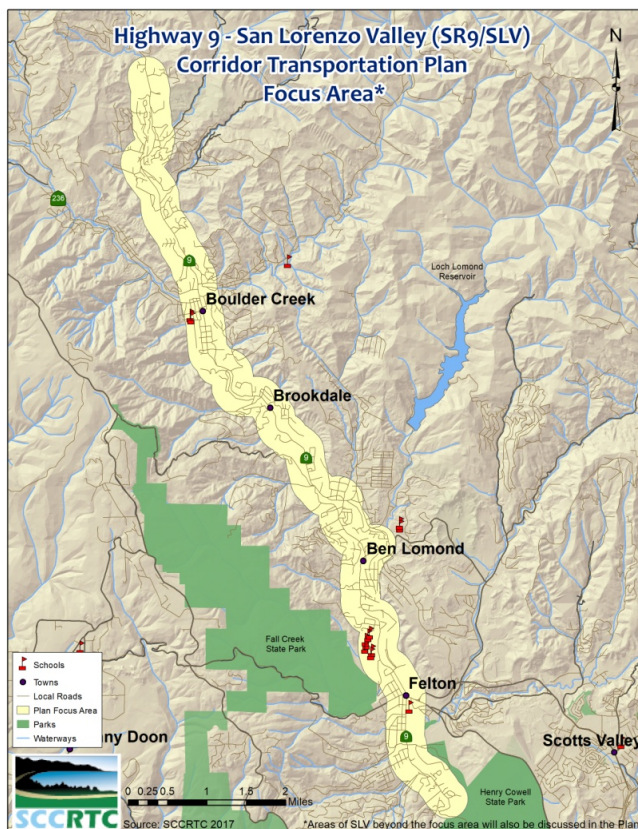 Highway 9 - San Lorenzo Valley (SR9/SLV)
Corridor Transportation Plan
Focus Area*
N
236
9
Loch Lomond
Reservoir
Boulder Creek
Brookdale
9
Ben Lomond
Fall Creek
State Park
Schools
Towns
Local Roads
Plan Focus Area
Parks
Waterways
Felton
9
ny Doon
Scotts Valley
Henry Cowell
State Park
SCCRTC
0 0.25 0.5 1 1.5 2
Miles
Source: SCCRTC 2017
*Areas of SLV beyond the focus area will also be discussed in the Plan